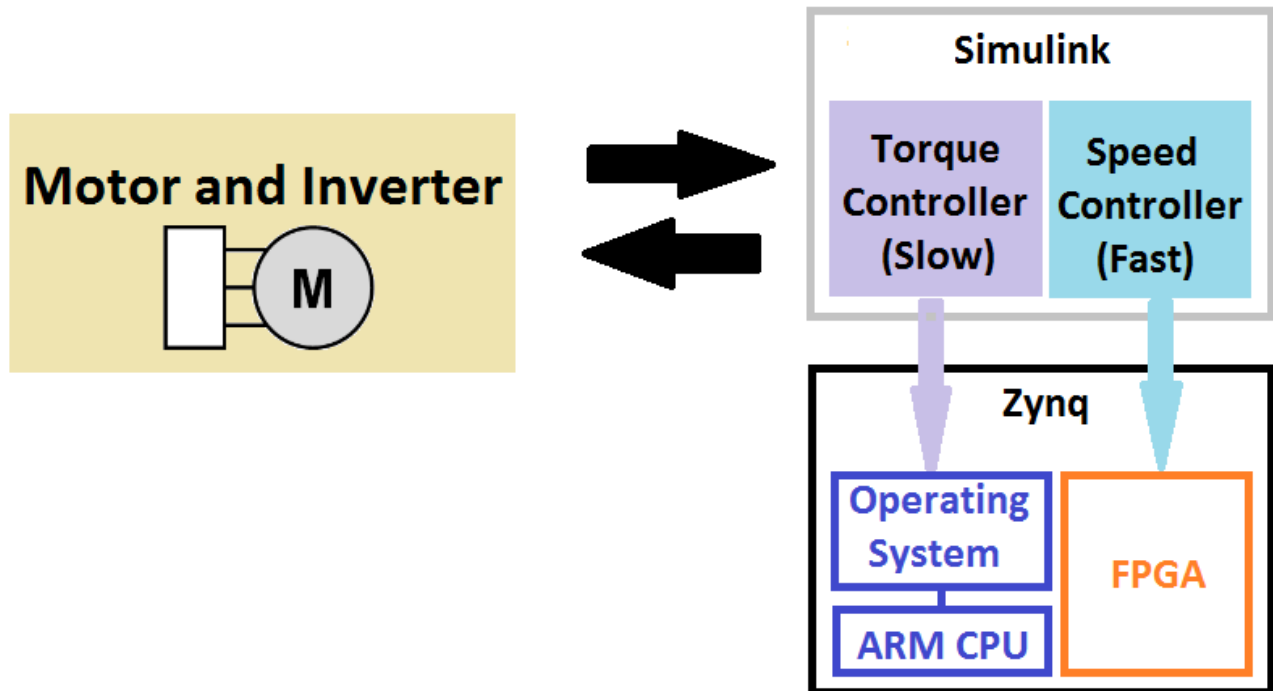 Motor and Inverter
M
Simulink
Torque
Controller
(Slow)
Speed
Controller
(Fast)
Zynq
Operating
System
ARM CPU
FPGA